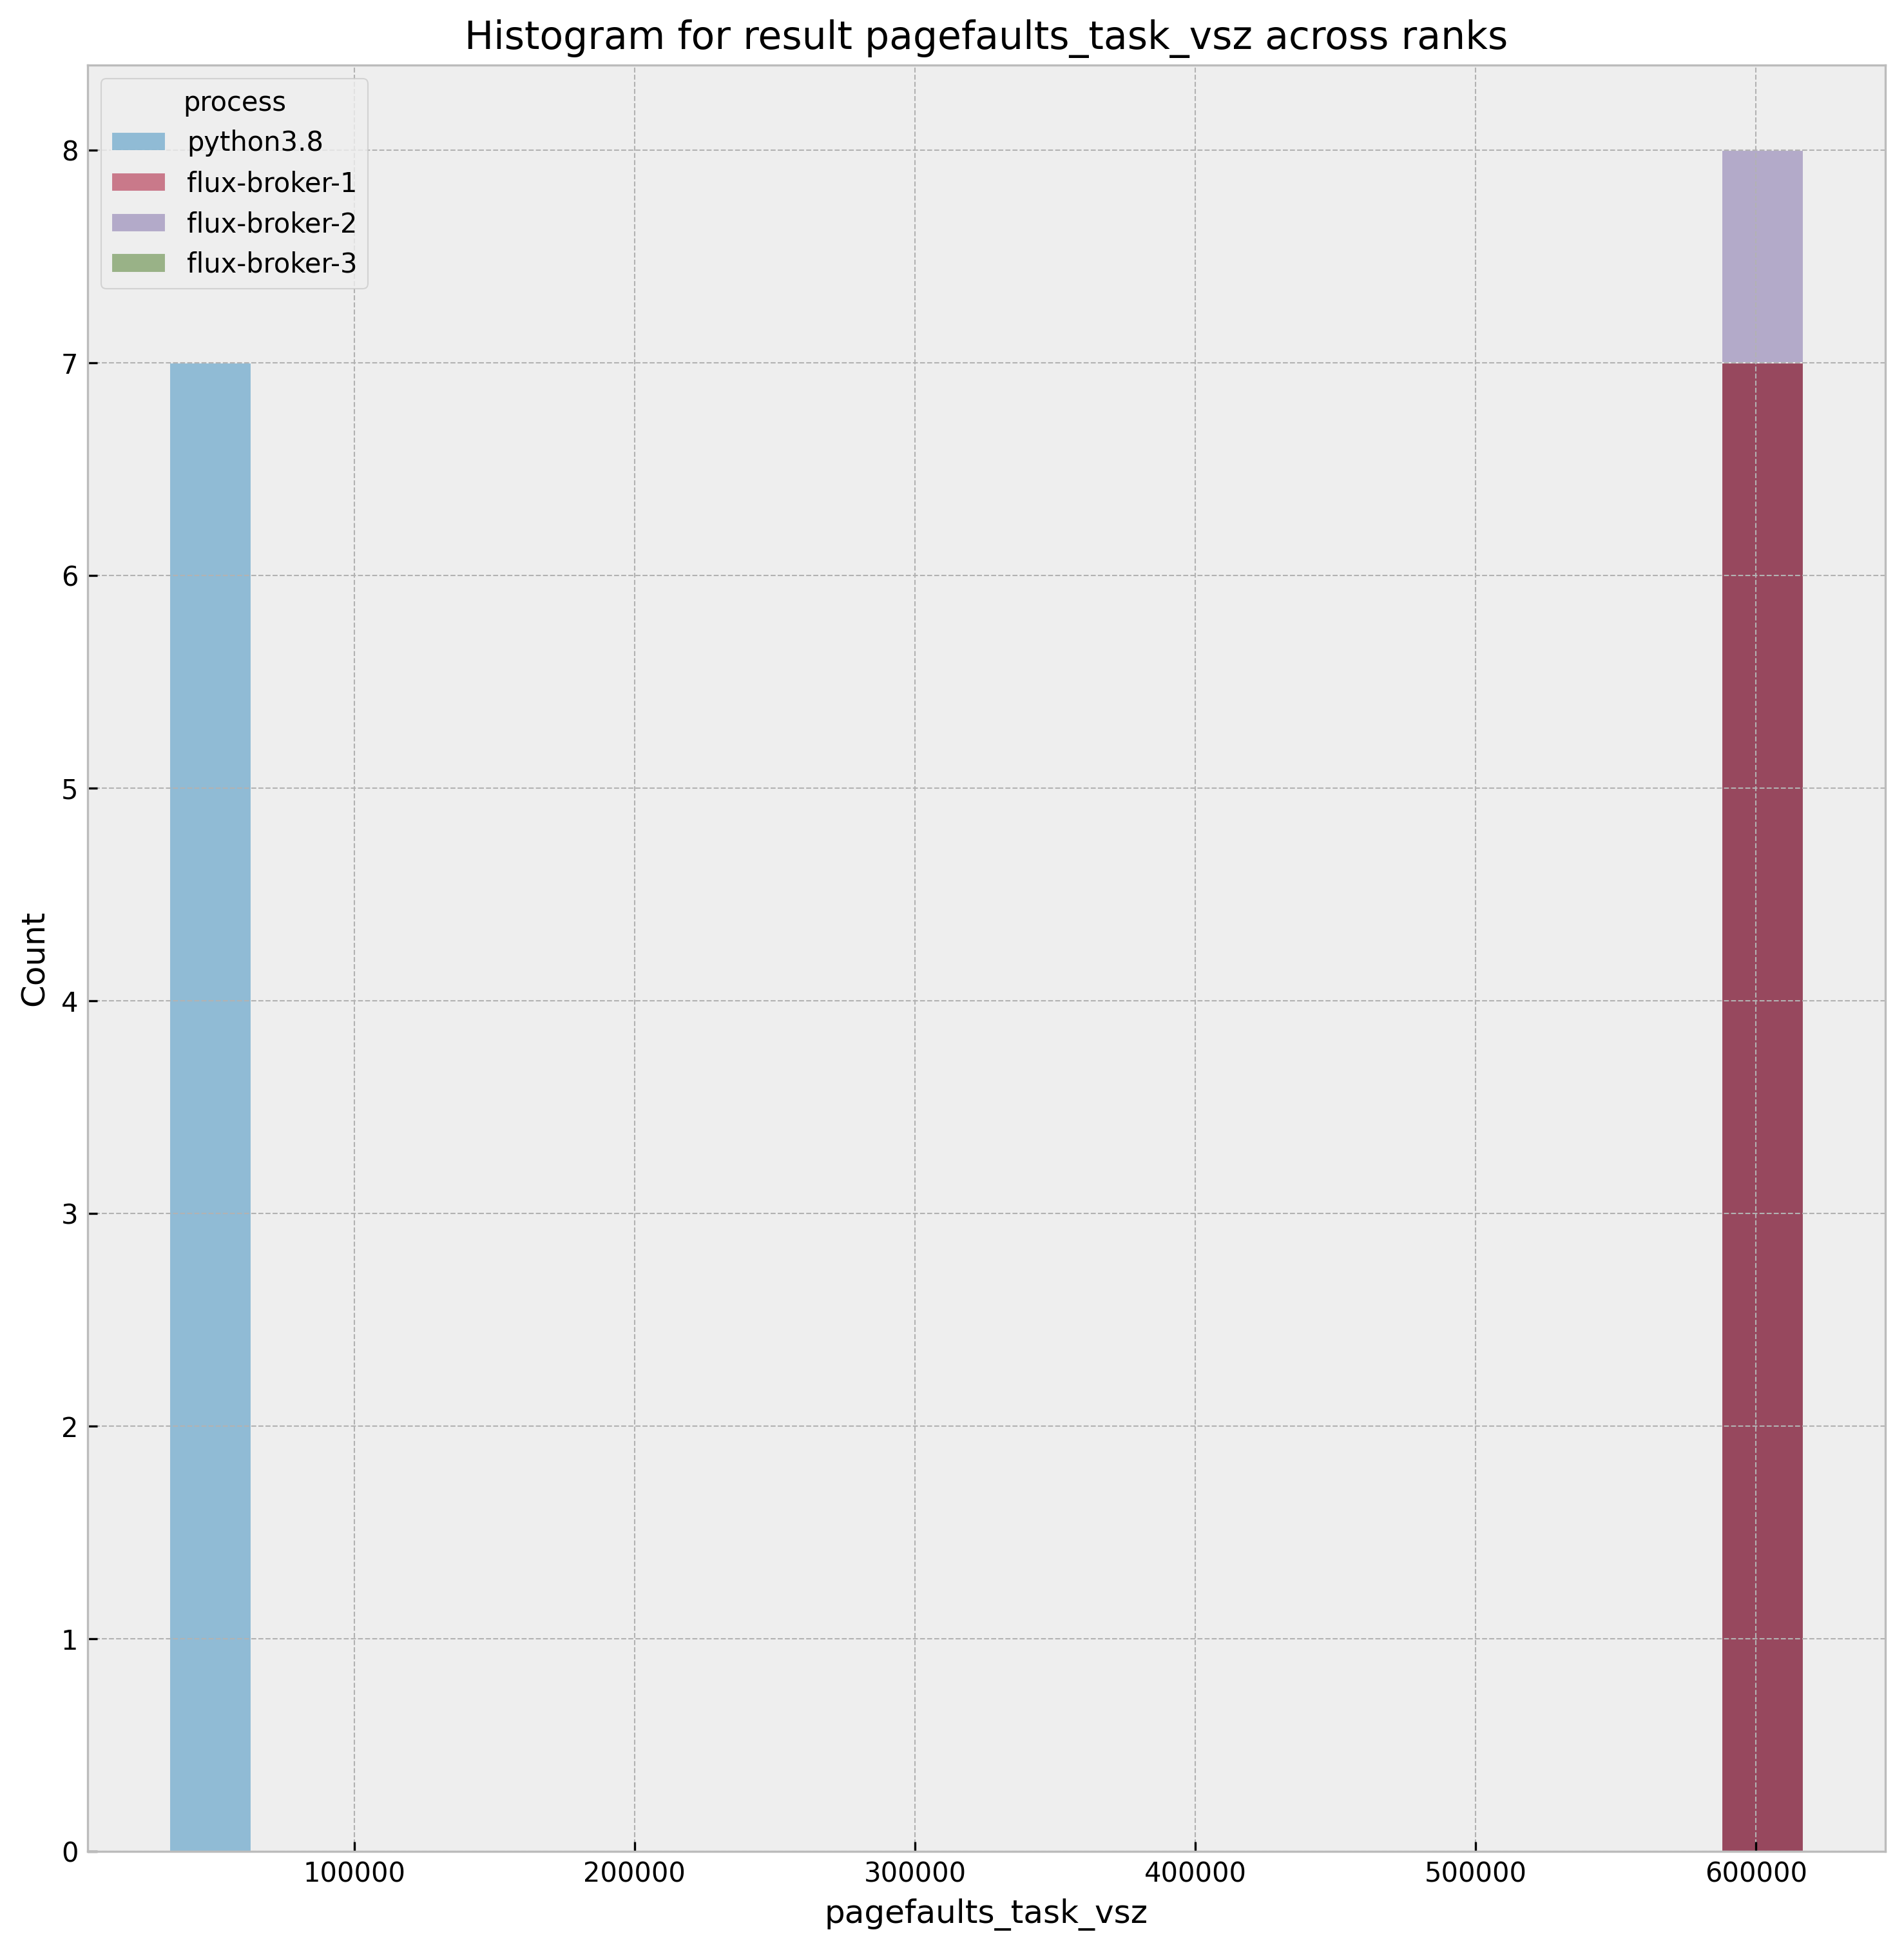 Histogram for result pagefaults_task_vsz across ranks
process
python3.8
flux-broker-1
flux-broker-2
flux-broker-3
8
7
6
5
4
3
2
1
0
Count
100000 200000 300000 400000 500000 600000
pagefaults_task_vsz